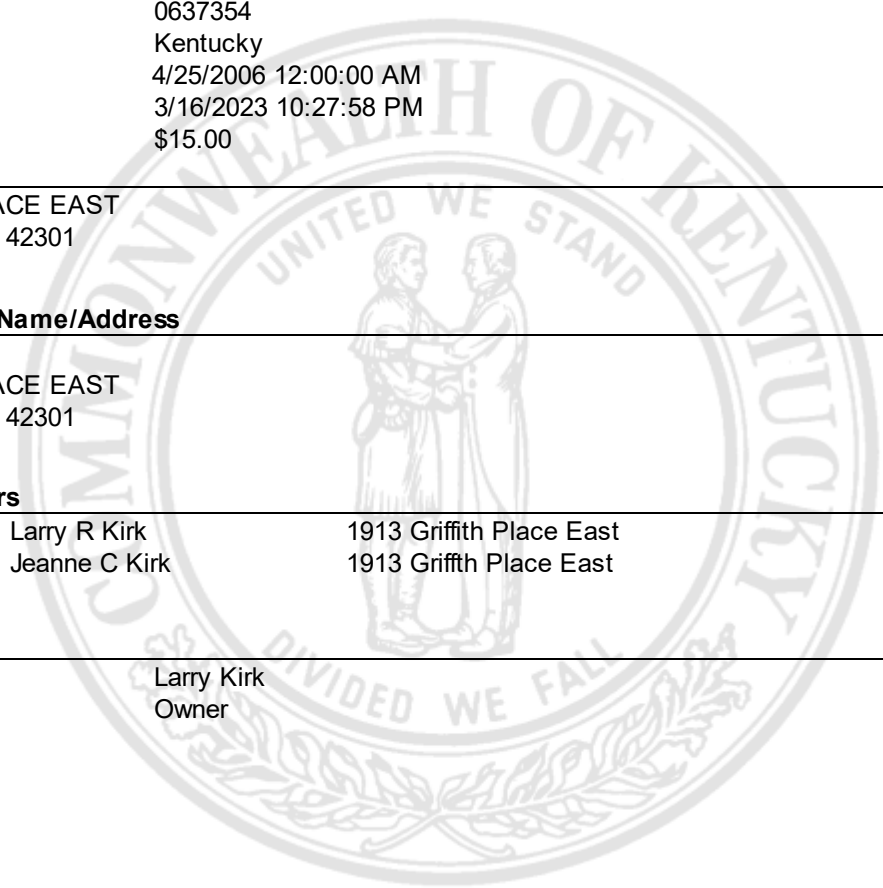 0637354
Kentucky
4/25/2006 12:00:00 AM
3/16/2023 10:27:58 PM
$15.00
ACE EAST
42301
Name/Address
ACE EAST
42301
rs
Larry R Kirk 1913 Griffith Place East
Jeanne C Kirk 1913 Griffth Place East
Larry Kirk
Owner
COMMONWEALTH OF KENTUCKY
UNITED WE STAND
DIVIDED WE FALL